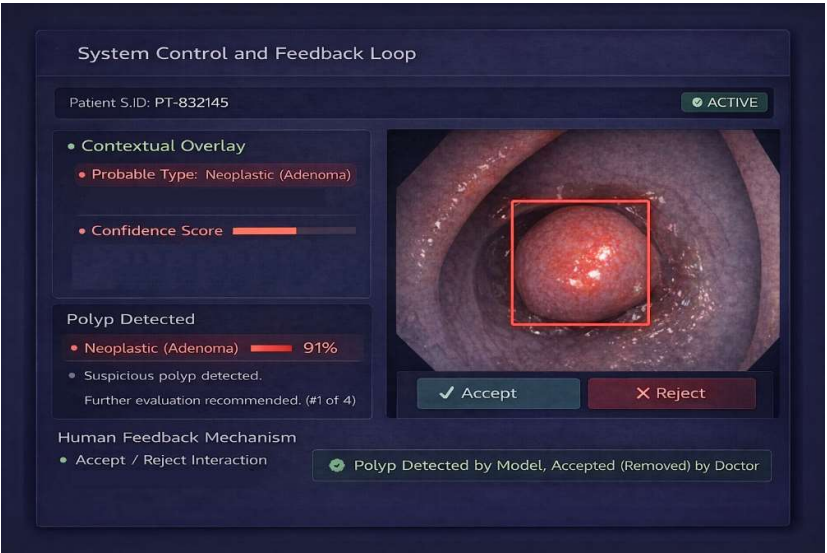 System Control and Feedback Loop
Patient S.ID: PT-832145
ACTIVE
Contextual Overlay
Probable Type: Neoplastic (Adenoma)
Confidence Score
Polyp Detected
Neoplastic (Adenoma) 91%
Suspicious polyp detected.
Further evaluation recommended. (#1 of 4)
Accept
Reject
Human Feedback Mechanism
Accept / Reject Interaction
Polyp Detected by Model, Accepted (Removed) by Doctor